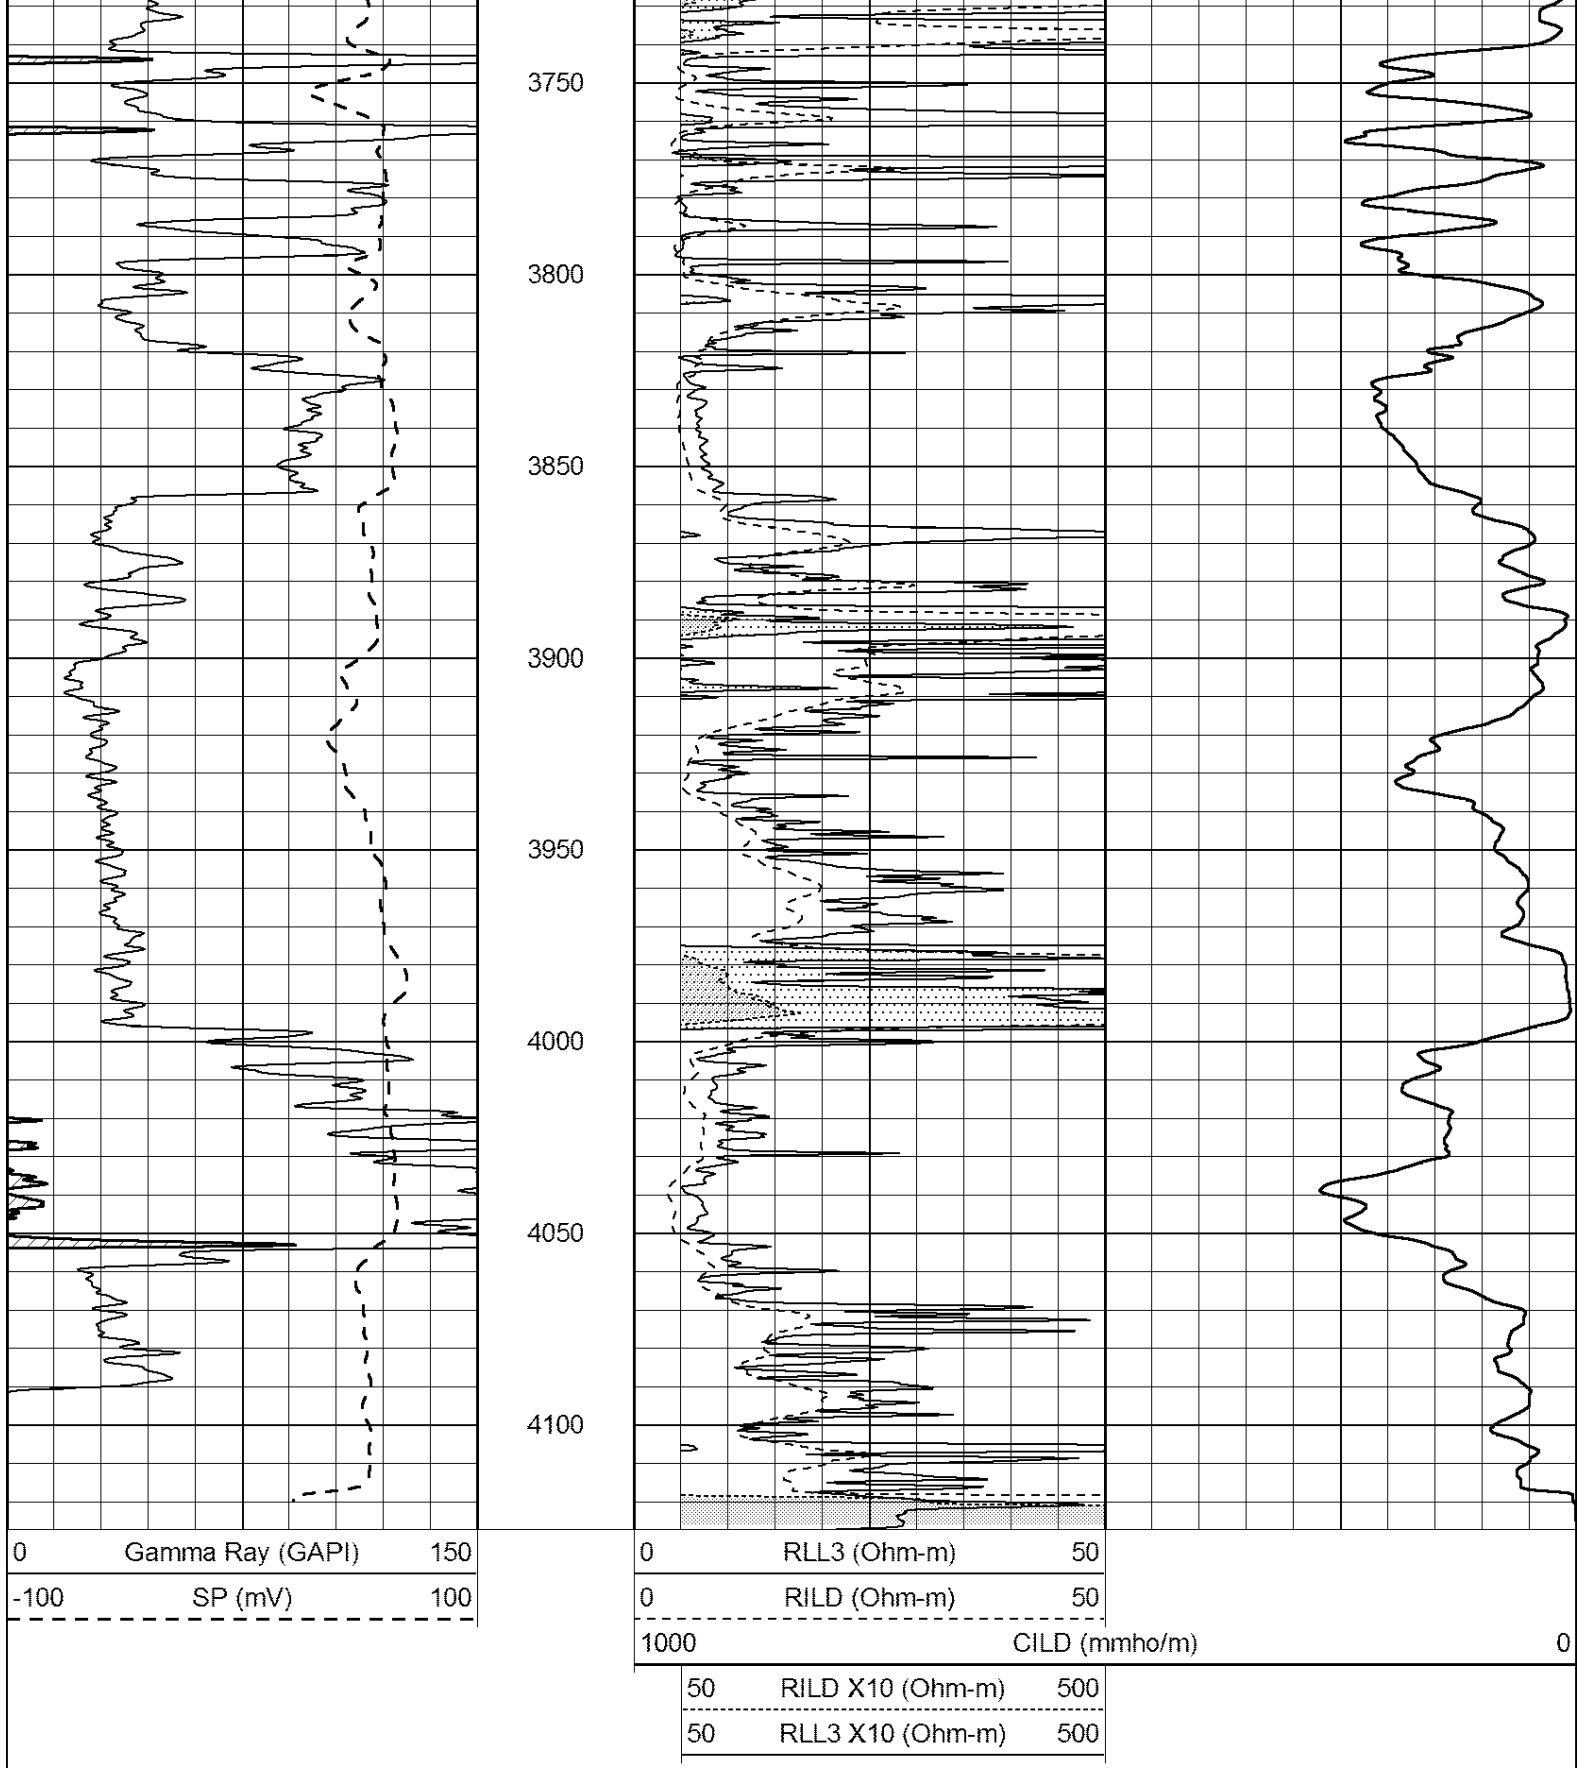 3750
3800
3850
3900
3950
4000
4050
4100
0 Gamma Ray (GAPI) 150
-100 SP (mV) 100
0 RLL3 (Ohm-m) 50
0 RILD (Ohm-m) 50
1000 CILD (mmho/m) 0
50 RILD X10 (Ohm-m) 500
50 RLL3 X10 (Ohm-m) 500